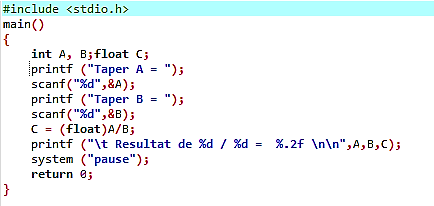 #include <stdio.h>
main()
{
int A, B;float C;
printf ("Taper A = ");
scanf("%d",&A);
printf ("Taper B = ");
scanf("%d",&B);
C = (float)A/B;
printf ("\t Resultat de %d / %d =  %.2f \n\n",A,B,C);
system ("pause");
return 0;
}